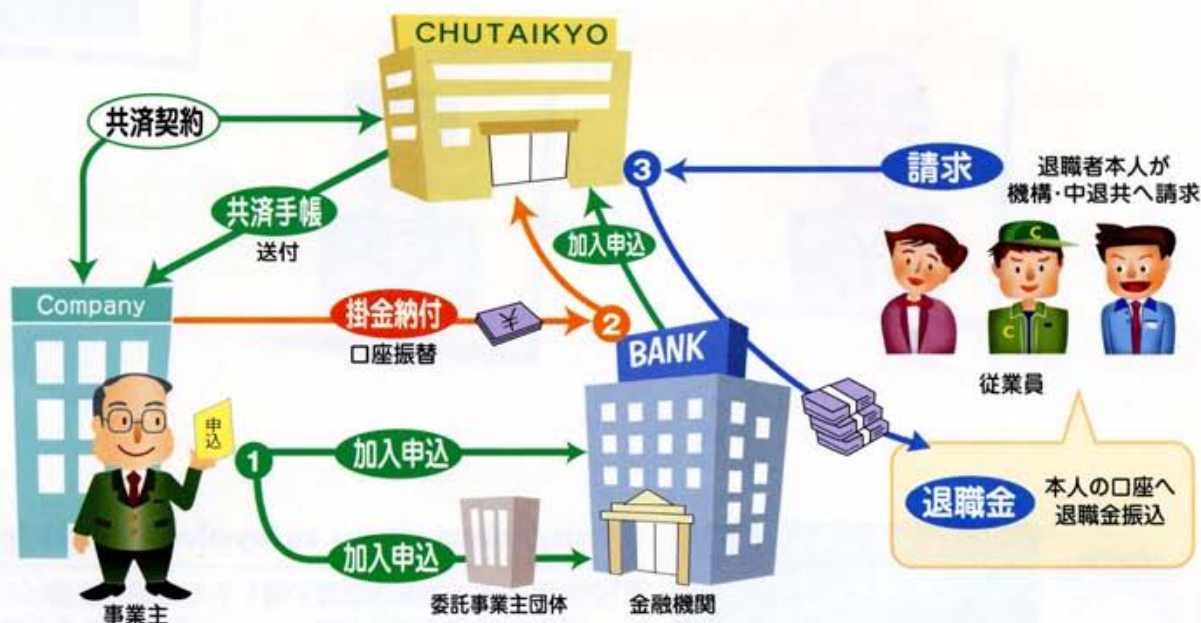 CHUTAIKYO
共済契約
3
請求
退職者本人が
機構・中退共へ請求
共済手帳
送付
加入申込
C
C
Company
掛金納付
¥
2
口座振替
BANK
従業員
申込
1
加入申込
退職金
本人の口座へ
退職金振込
加入申込
事業主
委託事業主団体
金融機関